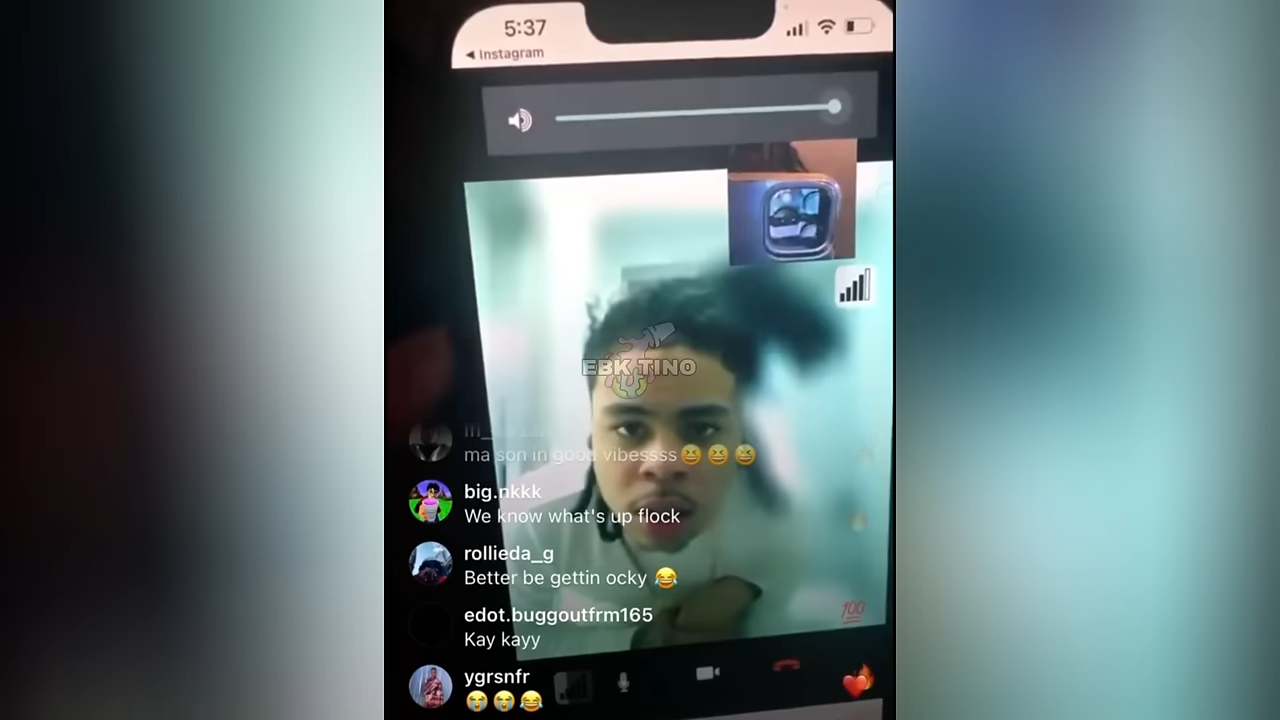 5:37
◀ Instagram
EBK TINO
ma son in good vibessss😆😆😆
big.nkkk
We know what's up flock
rollieda_g
Better be gettin ocky 😂
edot.buggoutfrm165
Kay kayy
💯
ygrsnfr
😭😭😂